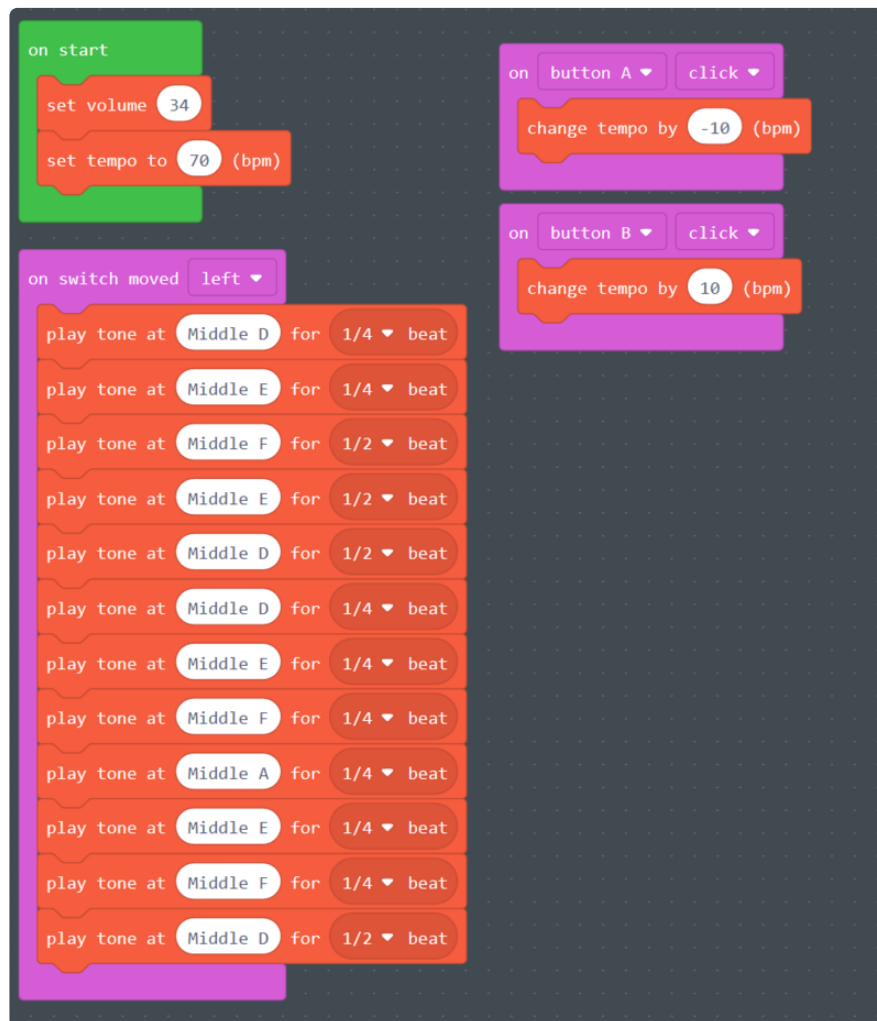 on start
set volume 34
set tempo to 70 (bpm)
on switch moved left
play tone at Middle D for 1/4 beat
play tone at Middle E for 1/4 beat
play tone at Middle F for 1/2 beat
play tone at Middle E for 1/2 beat
play tone at Middle D for 1/2 beat
play tone at Middle D for 1/4 beat
play tone at Middle E for 1/4 beat
play tone at Middle F for 1/4 beat
play tone at Middle A for 1/4 beat
play tone at Middle E for 1/4 beat
play tone at Middle F for 1/4 beat
play tone at Middle D for 1/2 beat
on button A click
change tempo by -10 (bpm)
on button B click
change tempo by 10 (bpm)